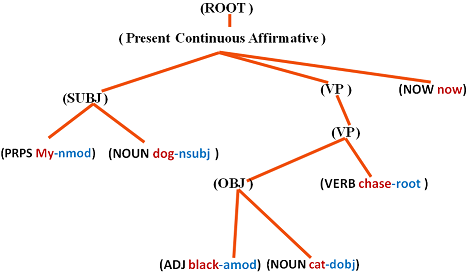 (ROOT)
( Present Continuous Affirmative)
(SUBJ) (VP) (NOW now)
(PRPS My-nmod) (NOUN dog-nsubj ) (VP)
(OBJ) (VERB chase-root )
(ADJ black-amod) (NOUN cat-dobj)